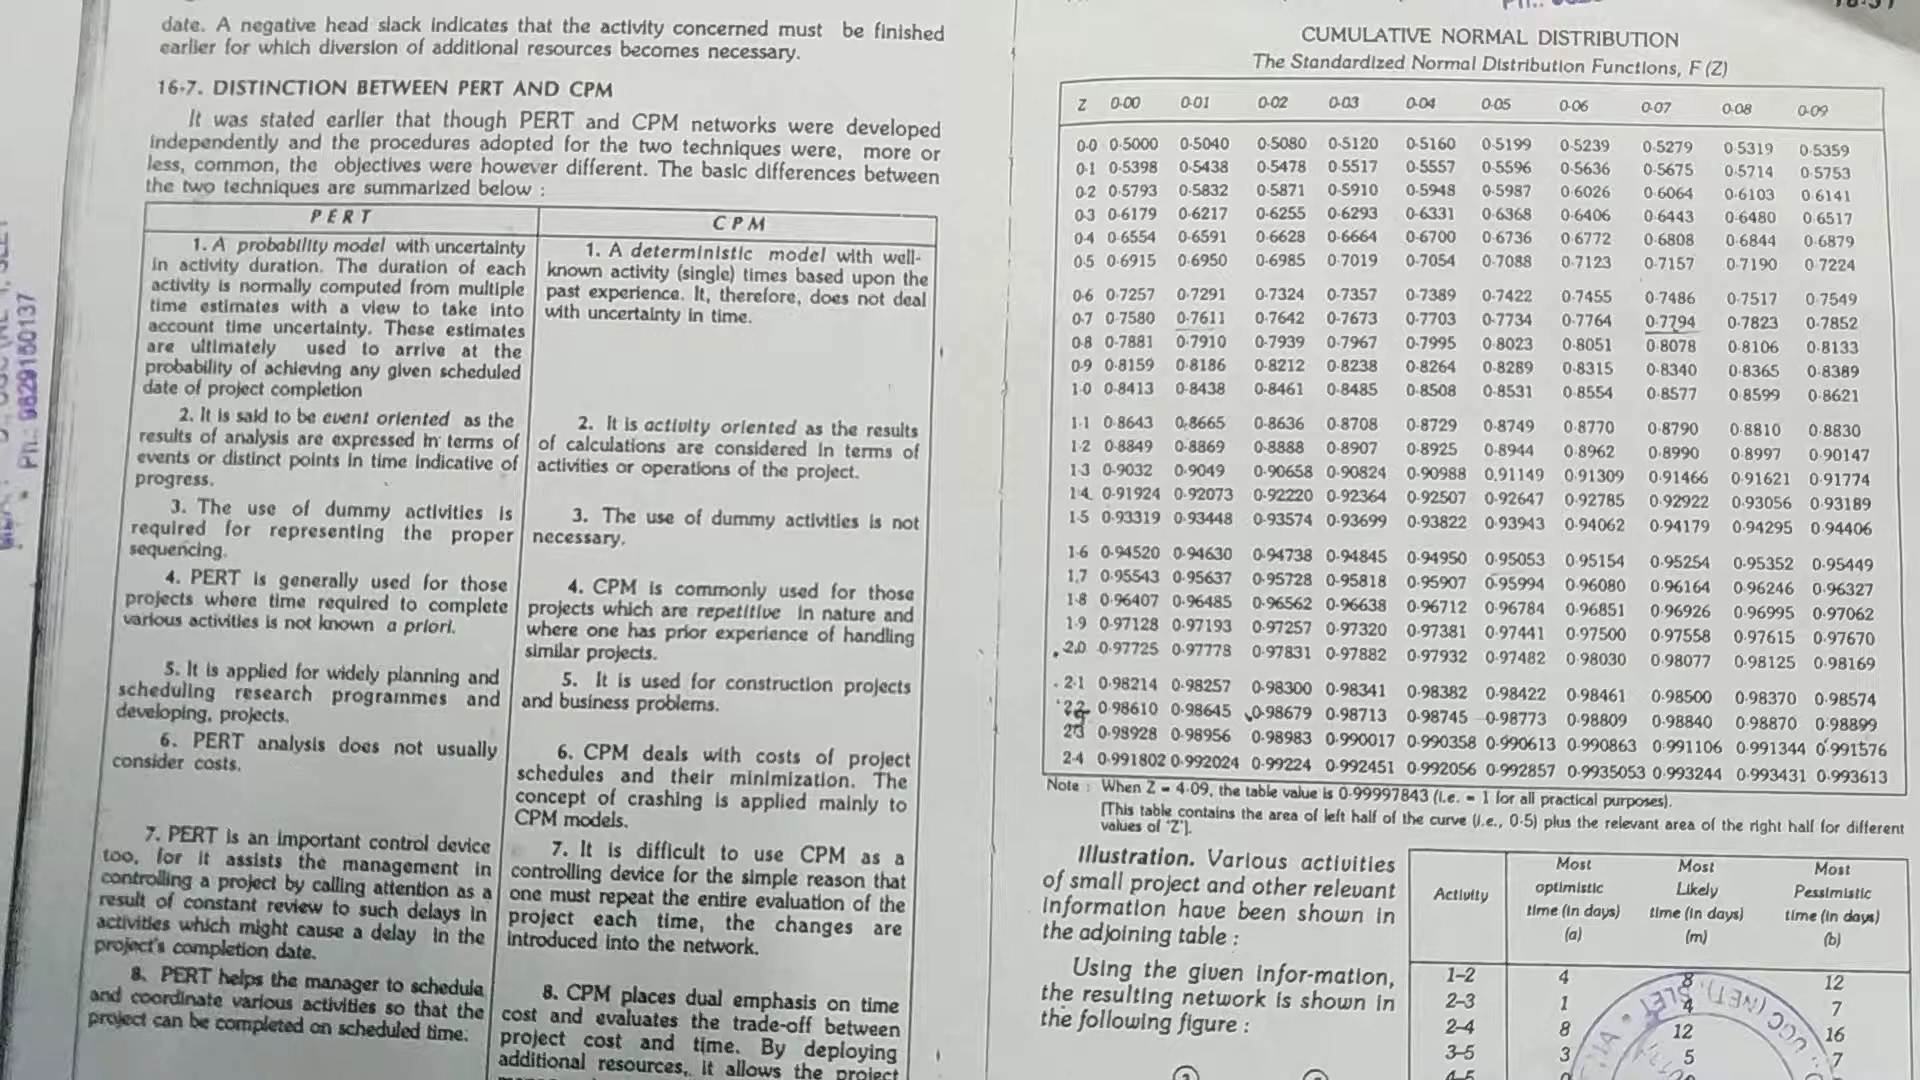 date. A negative head slack indicates that the activity concerned must be finished
earlier for which diversion of additional resources becomes necessary.
16-7. DISTINCTION BETWEEN PERT AND CPM
It was stated earlier that though PERT and CPM networks were developed
independently and the procedures adopted for the two techniques were, more or
less, common, the objectives were however different. The basic differences between
the two techniques are summarized below :
PERT
1. A probability model with uncertainty
in activity duration. The duration of each
activity is normally computed from multiple
time estimates with a view to take into
account time uncertainty. These estimates
are ultimately used to arrive at the
probability of achieving any given scheduled
date of project completion
2. It is said to be event oriented as the
results of analysis are expressed in terms of
events or distinct points in time indicative of
progress.
3. The use of dummy activities is
required for representing the proper
sequencing.
4. PERT is generally used for those
projects where time required to complete
various activities is not known a priori.
5. It is applied for widely planning and
scheduling research programmes and
developing, projects.
6. PERT analysis does not usually
consider costs.
7. PERT is an important control device
too, for it assists the management in
controlling a project by calling attention as a
result of constant review to such delays in
activities which might cause a delay in the
project's completion date.
8. PERT helps the manager to schedule
and coordinate various activities so that the
project can be completed on scheduled time.
CPM
1. A deterministic model with well-
known activity (single) times based upon the
past experience. It, therefore, does not deal
with uncertainty in time.
2. It is activity oriented as the results
of calculations are considered in terms of
activities or operations of the project.
3. The use of dummy activities is not
necessary.
4. CPM is commonly used for those
projects which are repetitive in nature and
where one has prior experience of handling
similar projects.
5. It is used for construction projects
and business problems.
6. CPM deals with costs of project
schedules and their minimization. The
concept of crashing is applied mainly to
CPM models.
7. It is difficult to use CPM as a
controlling device for the simple reason that
one must repeat the entire evaluation of the
project each time, the changes are
introduced into the network.
8. CPM places dual emphasis on time
cost and evaluates the trade-off between
project cost and time. By deploying
additional resources, it allows the project
Ph.: 9829150137
CUMULATIVE NORMAL DISTRIBUTION
The Standardized Normal Distribution Functions, F (Z)
Z 0·00 0·01 0·02 0·03 0·04 0·05 0·06 0·07 0·08 0·09
0·0 0·5000 0·5040 0·5080 0·5120 0·5160 0·5199 0·5239 0·5279 0·5319 0·5359
0·1 0·5398 0·5438 0·5478 0·5517 0·5557 0·5596 0·5636 0·5675 0·5714 0·5753
0·2 0·5793 0·5832 0·5871 0·5910 0·5948 0·5987 0·6026 0·6064 0·6103 0·6141
0·3 0·6179 0·6217 0·6255 0·6293 0·6331 0·6368 0·6406 0·6443 0·6480 0·6517
0·4 0·6554 0·6591 0·6628 0·6664 0·6700 0·6736 0·6772 0·6808 0·6844 0·6879
0·5 0·6915 0·6950 0·6985 0·7019 0·7054 0·7088 0·7123 0·7157 0·7190 0·7224
0·6 0·7257 0·7291 0·7324 0·7357 0·7389 0·7422 0·7455 0·7486 0·7517 0·7549
0·7 0·7580 0·7611 0·7642 0·7673 0·7703 0·7734 0·7764 0·7794 0·7823 0·7852
0·8 0·7881 0·7910 0·7939 0·7967 0·7995 0·8023 0·8051 0·8078 0·8106 0·8133
0·9 0·8159 0·8186 0·8212 0·8238 0·8264 0·8289 0·8315 0·8340 0·8365 0·8389
1·0 0·8413 0·8438 0·8461 0·8485 0·8508 0·8531 0·8554 0·8577 0·8599 0·8621
1·1 0·8643 0,8665 0·8636 0·8708 0·8729 0·8749 0·8770 0·8790 0·8810 0·8830
1·2 0·8849 0·8869 0·8888 0·8907 0·8925 0·8944 0·8962 0·8990 0·8997 0·90147
1·3 0·9032 0·9049 0·90658 0·90824 0·90988 0,91149 0·91309 0·91466 0·91621 0·91774
1·4 0·91924 0·92073 0·92220 0·92364 0·92507 0·92647 0·92785 0·92922 0·93056 0·93189
1·5 0·93319 0·93448 0·93574 0·93699 0·93822 0·93943 0·94062 0·94179 0·94295 0·94406
1·6 0·94520 0·94630 0·94738 0·94845 0·94950 0·95053 0·95154 0·95254 0·95352 0·95449
1,7 0·95543 0·95637 0·95728 0·95818 0·95907 0·95994 0·96080 0·96164 0·96246 0·96327
1·8 0·96407 0·96485 0·96562 0·96638 0·96712 0·96784 0·96851 0·96926 0·96995 0·97062
1·9 0·97128 0·97193 0·97257 0·97320 0·97381 0·97441 0·97500 0·97558 0·97615 0·97670
2·0 0·97725 0·97778 0·97831 0·97882 0·97932 0·97482 0·98030 0·98077 0·98125 0·98169
2·1 0·98214 0·98257 0·98300 0·98341 0·98382 0·98422 0·98461 0·98500 0·98370 0·98574
2·2 0·98610 0·98645 0·98679 0·98713 0·98745 0·98773 0·98809 0·98840 0·98870 0·98899
2·3 0·98928 0·98956 0·98983 0·990017 0·990358 0·990613 0·990863 0·991106 0·991344 0·991576
2·4 0·991802 0·992024 0·99224 0·992451 0·992056 0·992857 0·9935053 0·993244 0·993431 0·993613
Note : When Z = 4·09, the table value is 0·99997843 (i.e. = 1 for all practical purposes).
[This table contains the area of left half of the curve (i.e., 0·5) plus the relevant area of the right half for different
values of 'Z'].
Illustration. Various activities
of small project and other relevant
information have been shown in
the adjoining table :
Using the given infor-mation,
the resulting network is shown in
the following figure :
Activity Most optimistic time (in days) (a) Most Likely time (in days) (m) Most Pessimistic time (in days) (b)
1–2 4 8 12
2–3 1 4 7
2–4 8 12 16
3–5 3 5 7